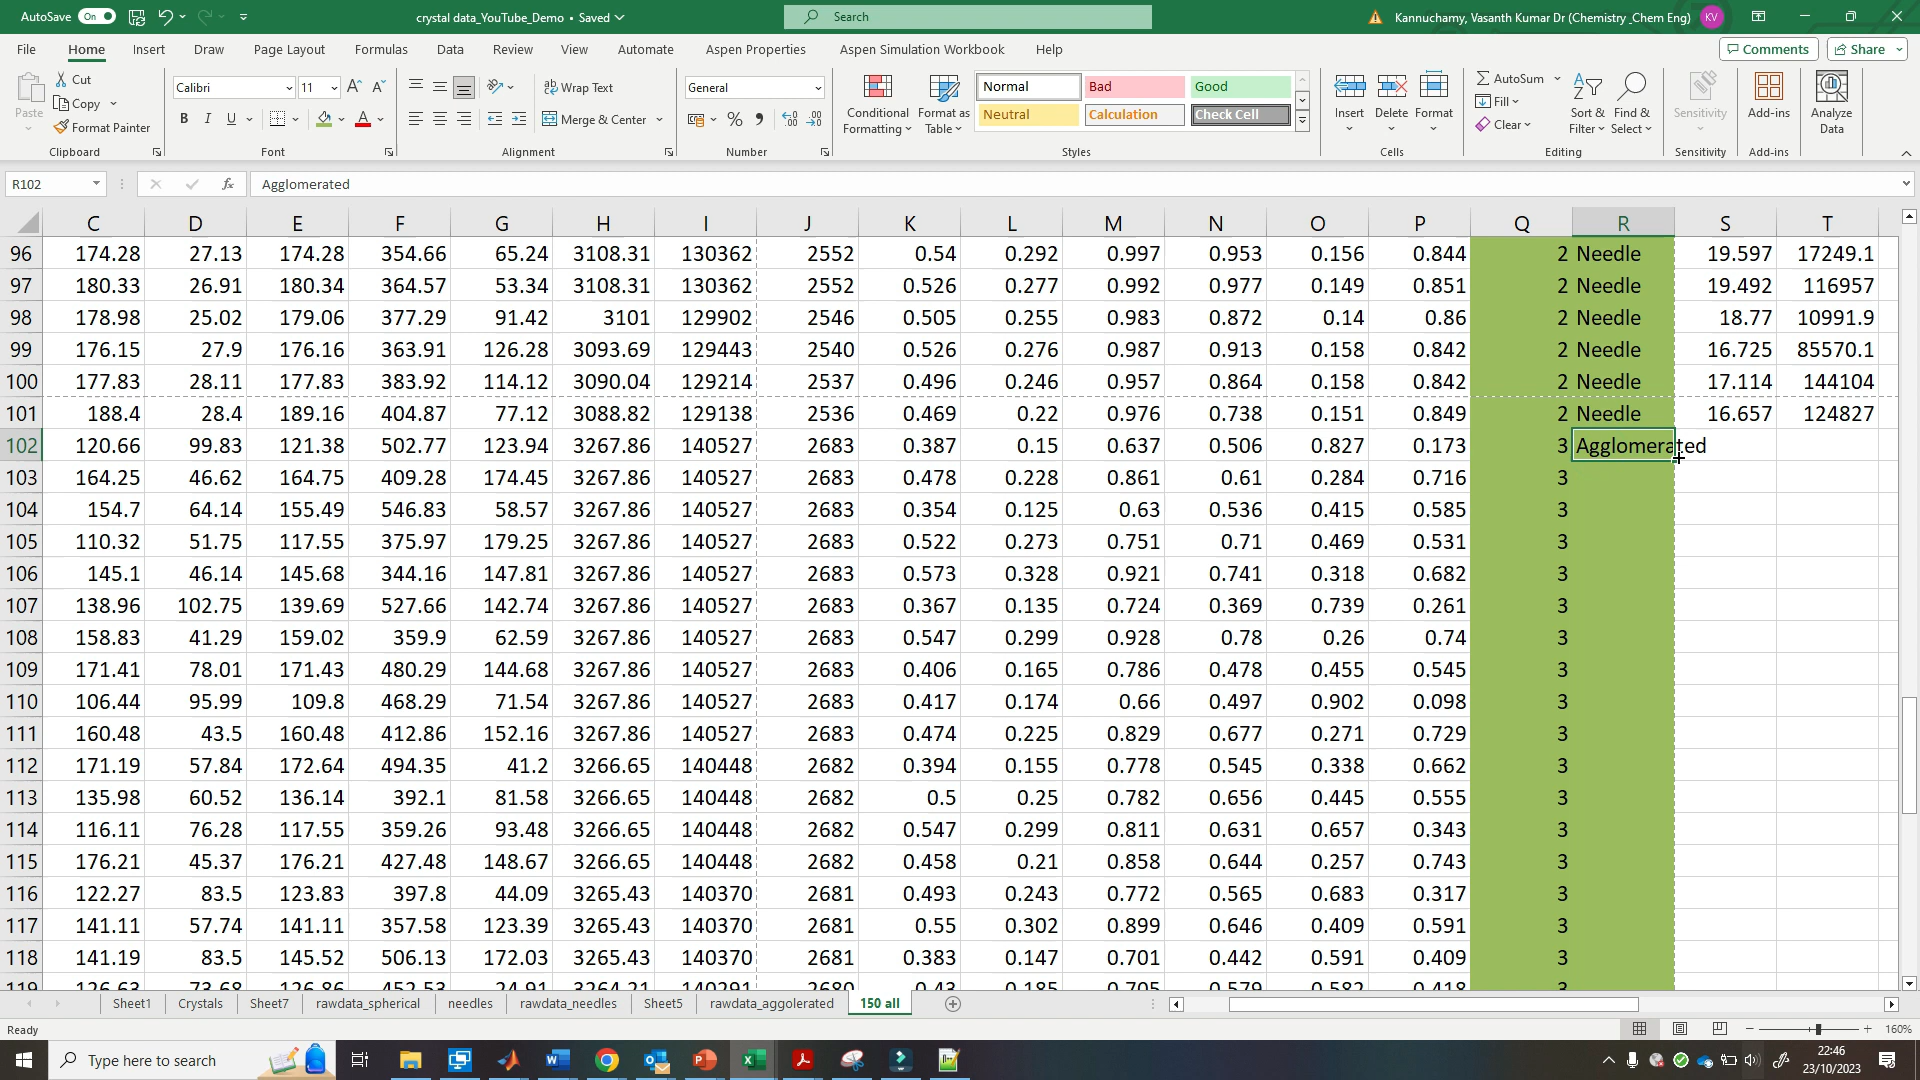 AutoSave On crystal data_YouTube_Demo • Saved Search Kannuchamy, Vasanth Kumar Dr (Chemistry _Chem Eng) KV
File Home Insert Draw Page Layout Formulas Data Review View Automate Aspen Properties Aspen Simulation Workbook Help Comments Share
Paste Cut Copy Format Painter Clipboard
Calibri 11 B I U Font
Wrap Text Merge & Center Alignment
General % Number
Conditional Formatting Format as Table Normal Bad Good Neutral Calculation Check Cell Styles
Insert Delete Format Cells
AutoSum Fill Clear Sort & Filter Find & Select Editing
Sensitivity Sensitivity Add-ins Add-ins Analyze Data
R102 fx Agglomerated
C D E F G H I J K L M N O P Q R S T
96 174.28 27.13 174.28 354.66 65.24 3108.31 130362 2552 0.54 0.292 0.997 0.953 0.156 0.844 2 Needle 19.597 17249.1
97 180.33 26.91 180.34 364.57 53.34 3108.31 130362 2552 0.526 0.277 0.992 0.977 0.149 0.851 2 Needle 19.492 116957
98 178.98 25.02 179.06 377.29 91.42 3101 129902 2546 0.505 0.255 0.983 0.872 0.14 0.86 2 Needle 18.77 10991.9
99 176.15 27.9 176.16 363.91 126.28 3093.69 129443 2540 0.526 0.276 0.987 0.913 0.158 0.842 2 Needle 16.725 85570.1
100 177.83 28.11 177.83 383.92 114.12 3090.04 129214 2537 0.496 0.246 0.957 0.864 0.158 0.842 2 Needle 17.114 144104
101 188.4 28.4 189.16 404.87 77.12 3088.82 129138 2536 0.469 0.22 0.976 0.738 0.151 0.849 2 Needle 16.657 124827
102 120.66 99.83 121.38 502.77 123.94 3267.86 140527 2683 0.387 0.15 0.637 0.506 0.827 0.173 3 Agglomerated
103 164.25 46.62 164.75 409.28 174.45 3267.86 140527 2683 0.478 0.228 0.861 0.61 0.284 0.716 3
104 154.7 64.14 155.49 546.83 58.57 3267.86 140527 2683 0.354 0.125 0.63 0.536 0.415 0.585 3
105 110.32 51.75 117.55 375.97 179.25 3267.86 140527 2683 0.522 0.273 0.751 0.71 0.469 0.531 3
106 145.1 46.14 145.68 344.16 147.81 3267.86 140527 2683 0.573 0.328 0.921 0.741 0.318 0.682 3
107 138.96 102.75 139.69 527.66 142.74 3267.86 140527 2683 0.367 0.135 0.724 0.369 0.739 0.261 3
108 158.83 41.29 159.02 359.9 62.59 3267.86 140527 2683 0.547 0.299 0.928 0.78 0.26 0.74 3
109 171.41 78.01 171.43 480.29 144.68 3267.86 140527 2683 0.406 0.165 0.786 0.478 0.455 0.545 3
110 106.44 95.99 109.8 468.29 71.54 3267.86 140527 2683 0.417 0.174 0.66 0.497 0.902 0.098 3
111 160.48 43.5 160.48 412.86 152.16 3267.86 140527 2683 0.474 0.225 0.829 0.677 0.271 0.729 3
112 171.19 57.84 172.64 494.35 41.2 3266.65 140448 2682 0.394 0.155 0.778 0.545 0.338 0.662 3
113 135.98 60.52 136.14 392.1 81.58 3266.65 140448 2682 0.5 0.25 0.782 0.656 0.445 0.555 3
114 116.11 76.28 117.55 359.26 93.48 3266.65 140448 2682 0.547 0.299 0.811 0.631 0.657 0.343 3
115 176.21 45.37 176.21 427.48 148.67 3266.65 140448 2682 0.458 0.21 0.858 0.644 0.257 0.743 3
116 122.27 83.5 123.83 397.8 44.09 3265.43 140370 2681 0.493 0.243 0.772 0.565 0.683 0.317 3
117 141.11 57.74 141.11 357.58 123.39 3265.43 140370 2681 0.55 0.302 0.899 0.646 0.409 0.591 3
118 141.19 83.5 145.52 506.13 172.03 3265.43 140370 2681 0.383 0.147 0.701 0.442 0.591 0.409 3
Sheet1 Crystals Sheet7 rawdata_spherical needles rawdata_needles Sheet5 rawdata_aggolerated 150 all
Ready 160%
Type here to search 22:46
23/10/2023